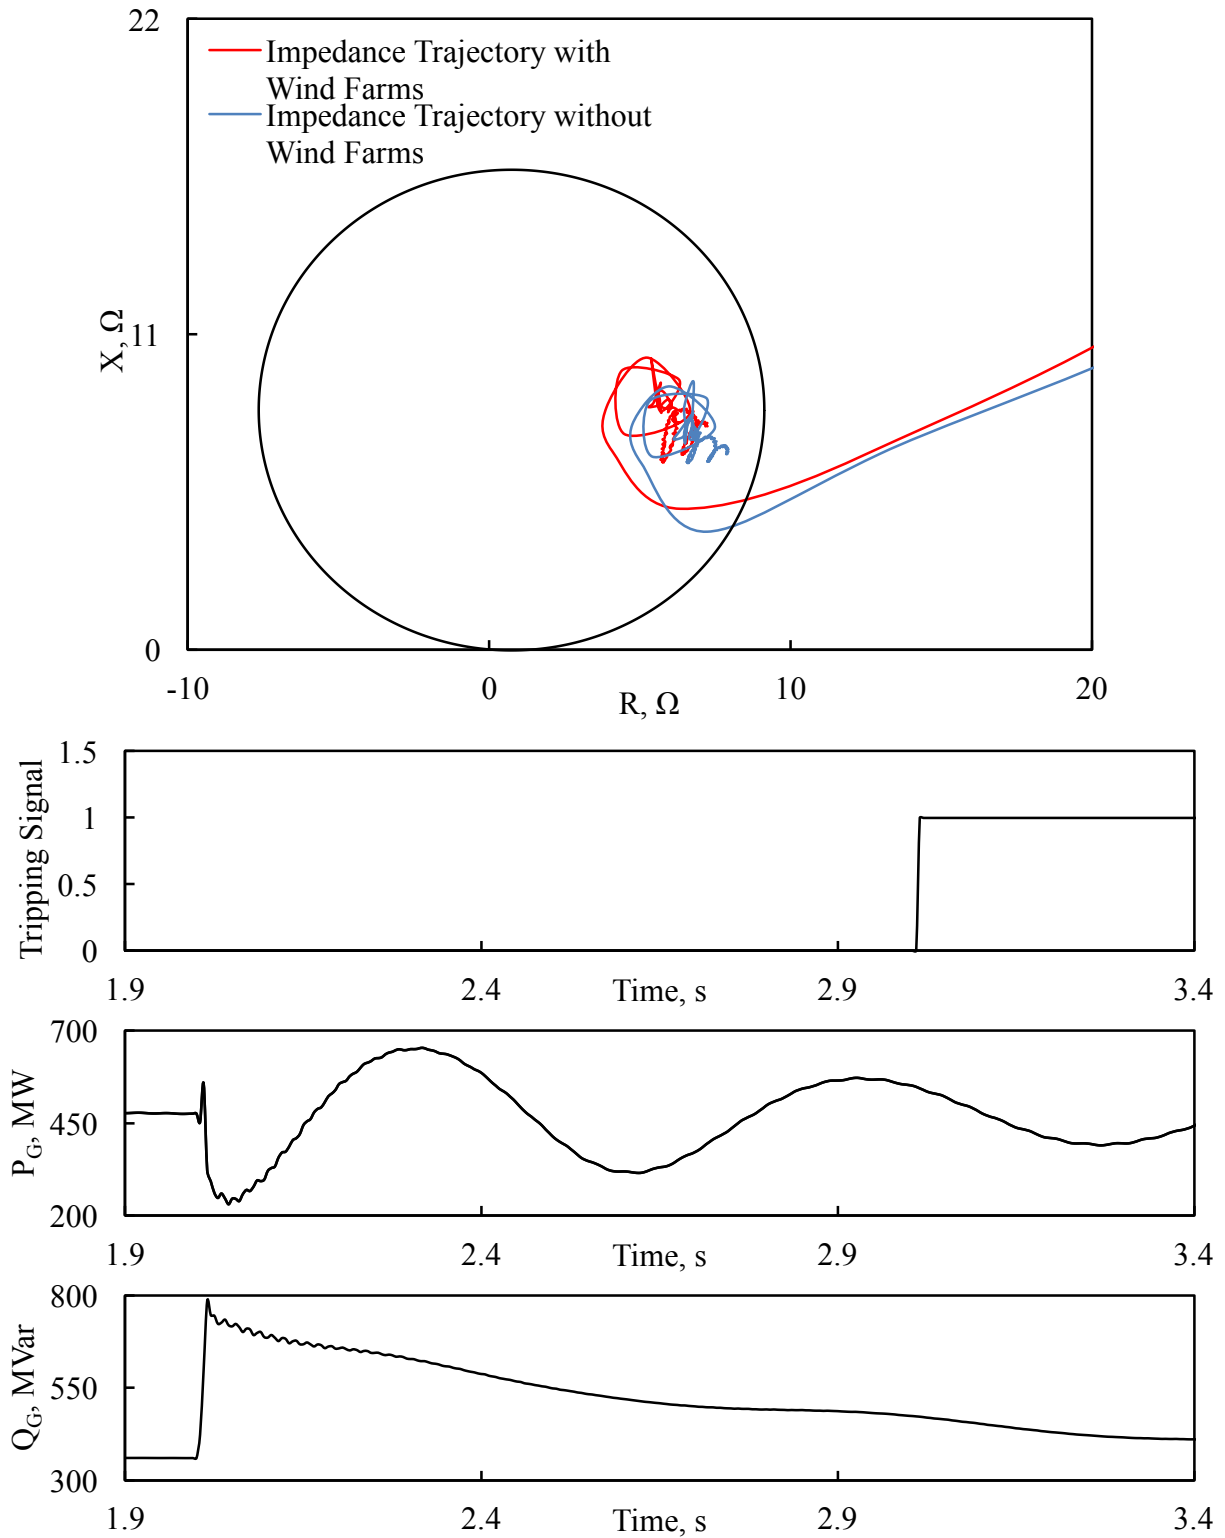 22
Impedance Trajectory with
Wind Farms
Impedance Trajectory without
Wind Farms
X, Ω
11
0
-10 0 10 20
R, Ω
1.5
Tripping Signal
1
0.5
0
1.9 2.4 Time, s 2.9 3.4
700
P_G, MW
450
200
1.9 2.4 Time, s 2.9 3.4
800
Q_G, MVar
550
300
1.9 2.4 Time, s 2.9 3.4